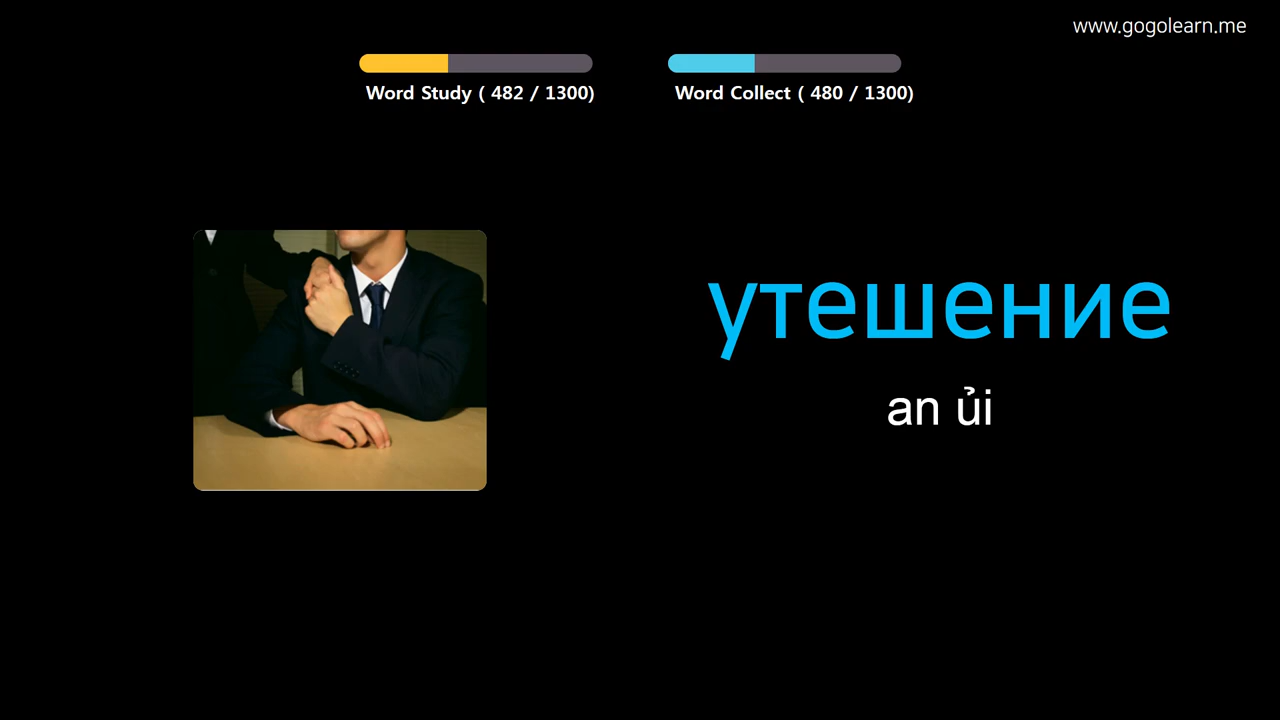 www.gogolearn.me
Word Study ( 482 / 1300)
Word Collect ( 480 / 1300)
утешение
an ủi